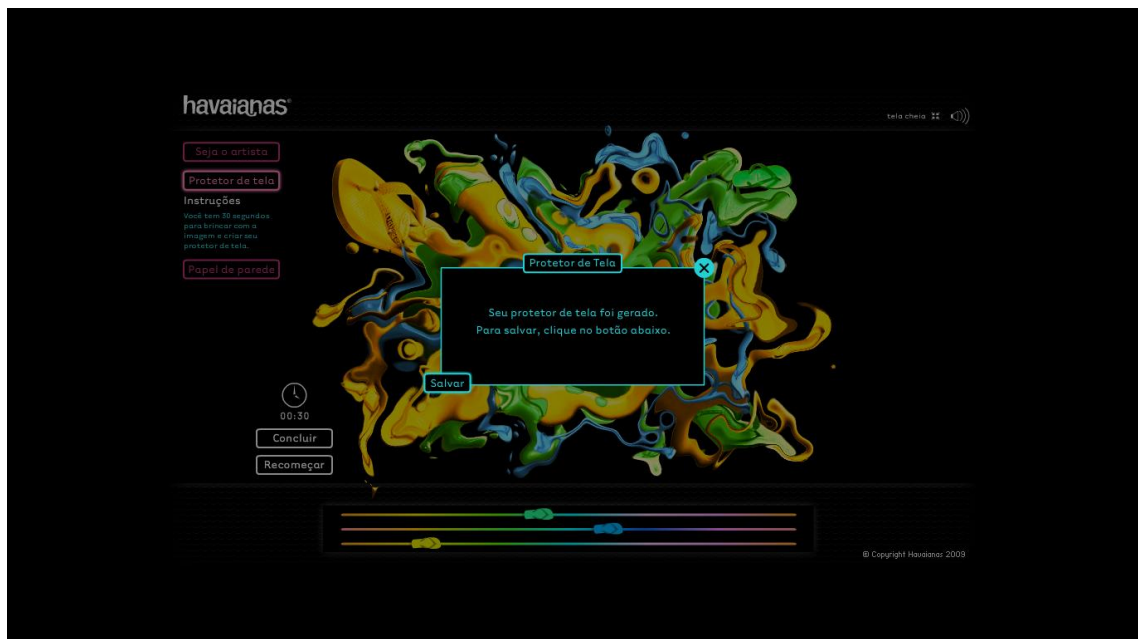 havaianas
tela cheia
Seja o artista
Protetor de tela
Instruções
Você tem 30 segundos
para brincar com a
imagem e criar seu
protetor de tela.
Papel de parede
Protetor de Tela
Seu protetor de tela foi gerado.
Para salvar, clique no botão abaixo.
Salvar
00:30
Concluir
Recomeçar
© Copyright Havaianas 2009